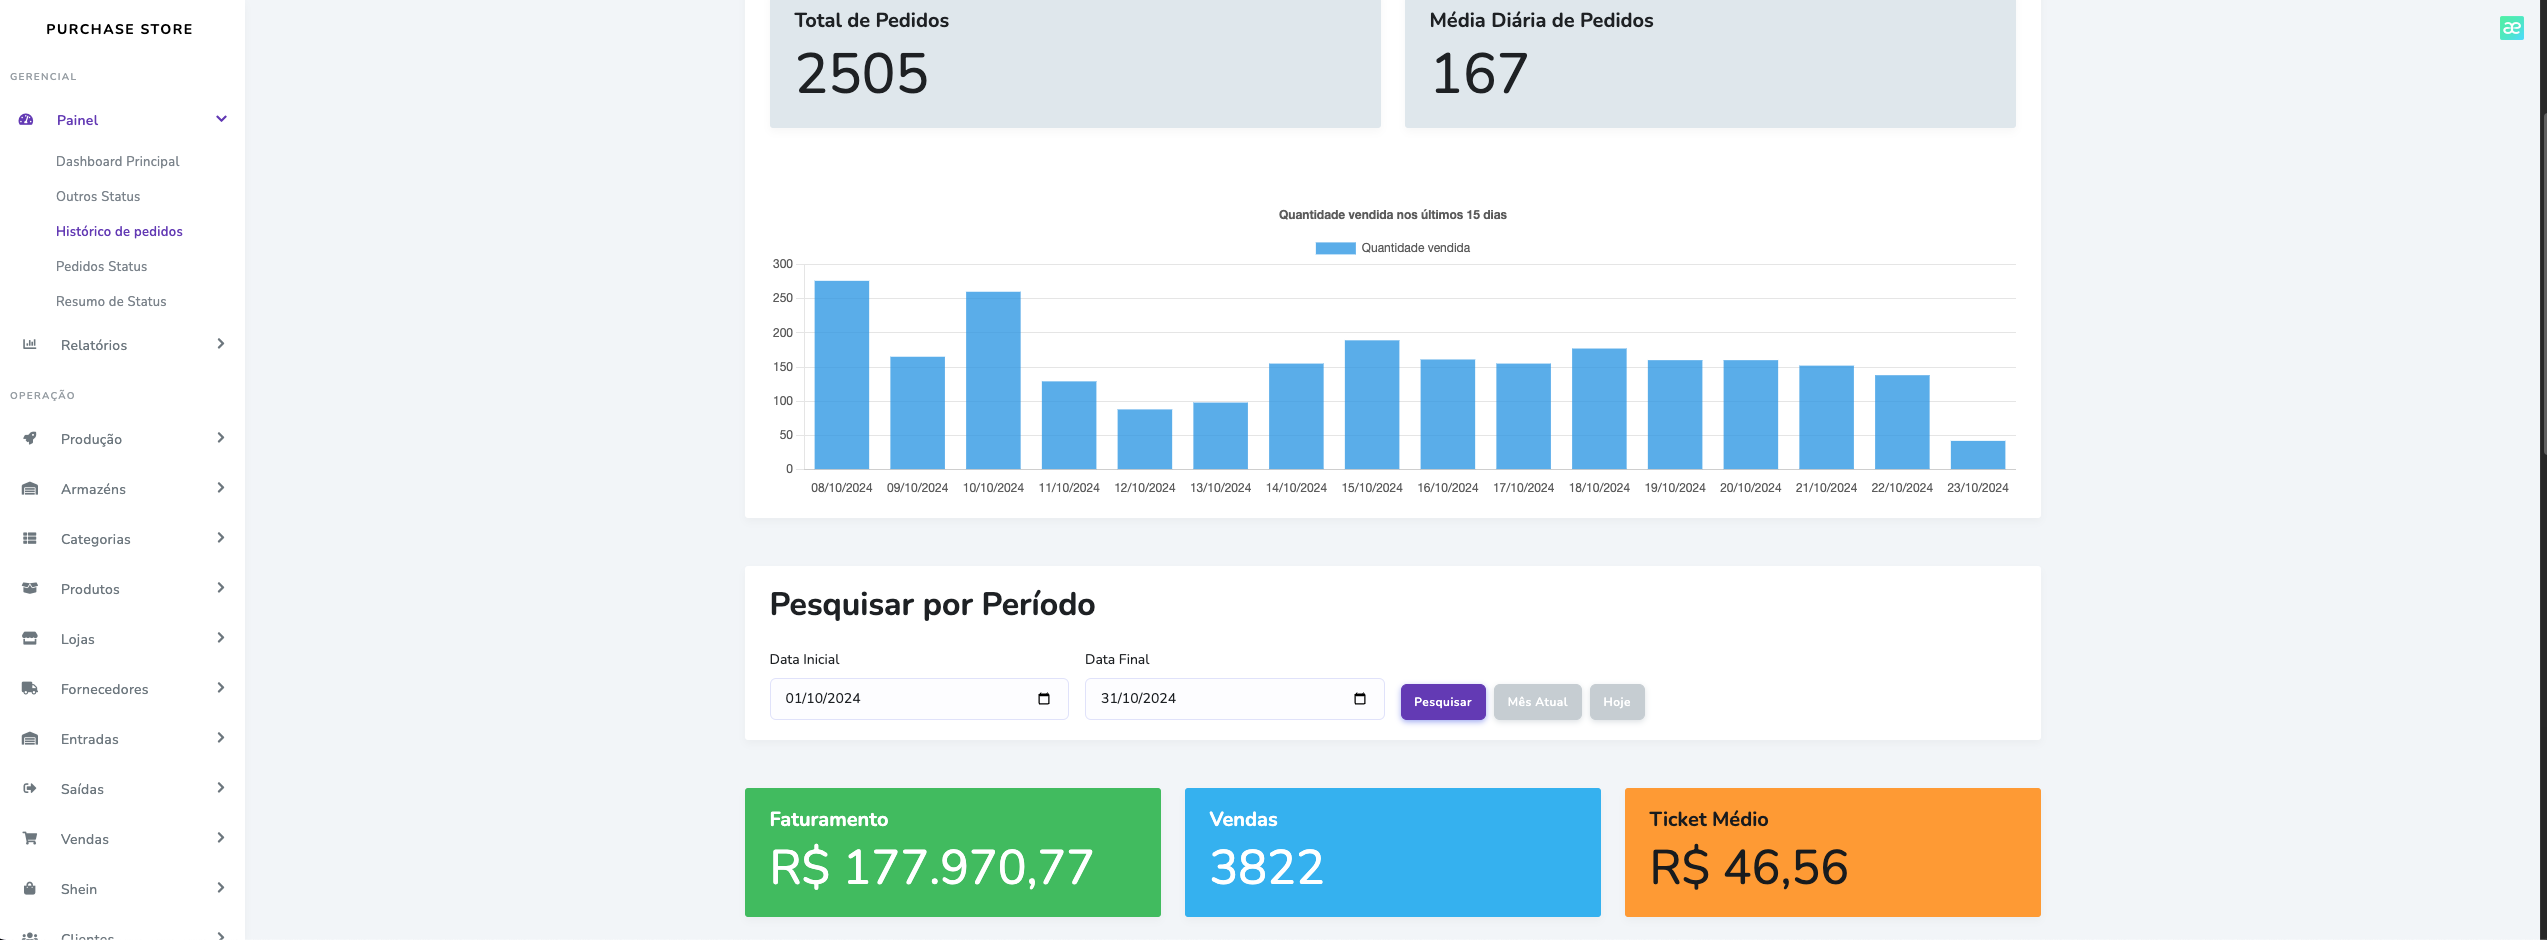 PURCHASE STORE
GERENCIAL
Painel
Dashboard Principal
Outros Status
Histórico de pedidos
Pedidos Status
Resumo de Status
Relatórios
OPERAÇÃO
Produção
Armazéns
Categorias
Produtos
Lojas
Fornecedores
Entradas
Saídas
Vendas
Shein
Clientes
Total de Pedidos
2505
Média Diária de Pedidos
167
æ
Quantidade vendida nos últimos 15 dias
Quantidade vendida
300
250
200
150
100
50
0
08/10/2024 09/10/2024 10/10/2024 11/10/2024 12/10/2024 13/10/2024 14/10/2024 15/10/2024 16/10/2024 17/10/2024 18/10/2024 19/10/2024 20/10/2024 21/10/2024 22/10/2024 23/10/2024
Pesquisar por Período
Data Inicial
01/10/2024
Data Final
31/10/2024
Pesquisar
Mês Atual
Hoje
Faturamento
R$ 177.970,77
Vendas
3822
Ticket Médio
R$ 46,56